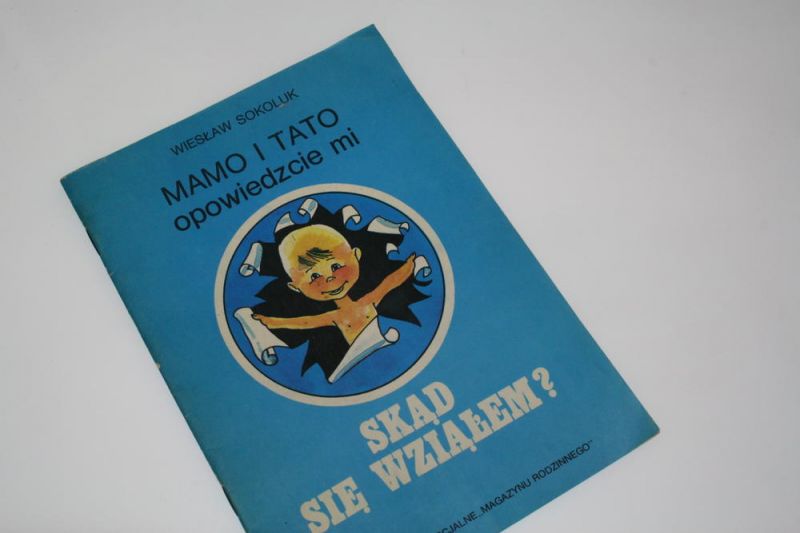 WIESŁAW SOKOLUK
MAMO I TATO
opowiedzcie mi
SKĄD
SIĘ WZIĄŁEM?
„MAGAZYNU RODZINNEGO”